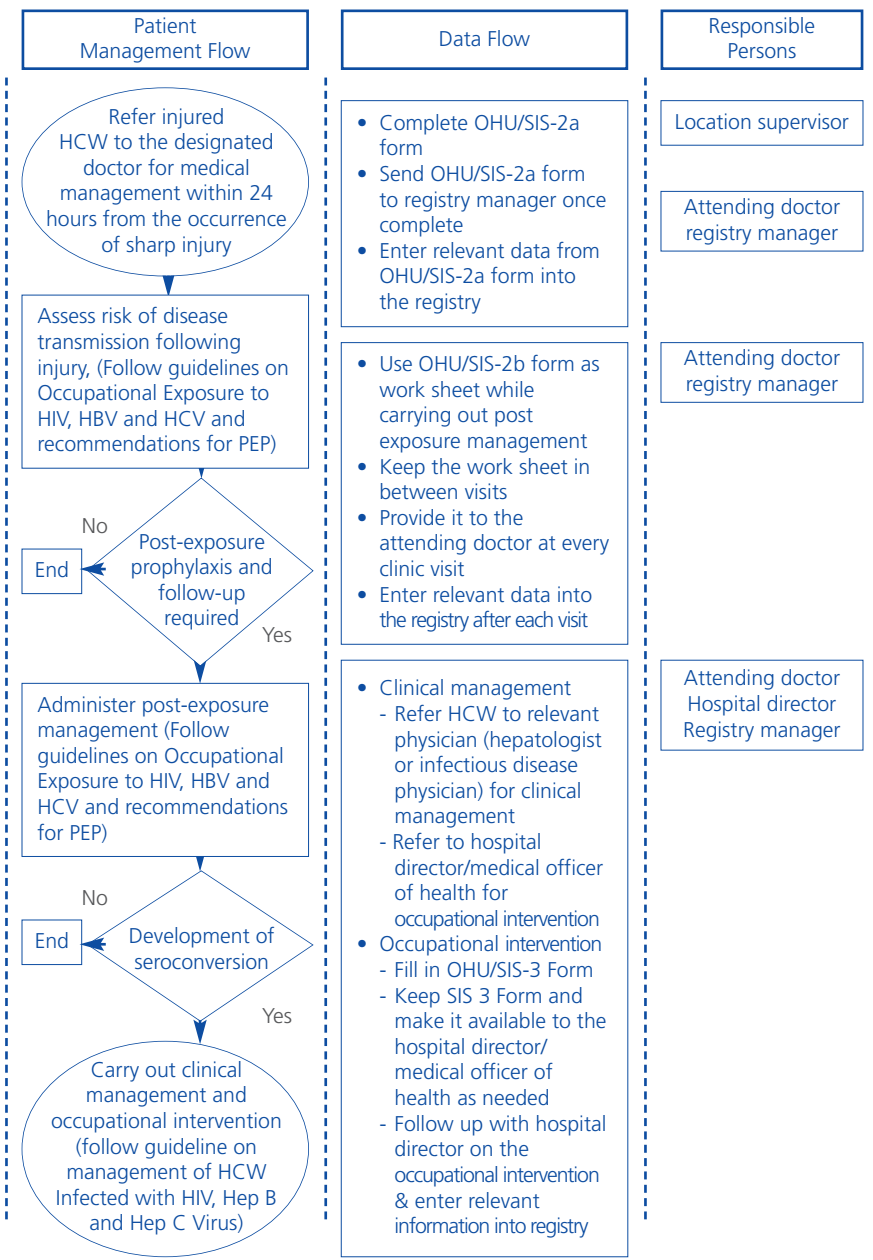 Patient
Management Flow
Data Flow
Responsible
Persons
Refer injured
HCW to the designated
doctor for medical
management within 24
hours from the occurrence
of sharp injury
Assess risk of disease
transmission following
injury, (Follow guidelines on
Occupational Exposure to
HIV, HBV and HCV and
recommendations for PEP)
No
End
Post-exposure
prophylaxis and
follow-up
required
Yes
Administer post-exposure
management (Follow
guidelines on Occupational
Exposure to HIV, HBV and
HCV and recommendations
for PEP)
No
End
Development of
seroconversion
Yes
Carry out clinical
management and
occupational intervention
(follow guideline on
management of HCW
Infected with HIV, Hep B
and Hep C Virus)
• Complete OHU/SIS-2a
form
• Send OHU/SIS-2a form
to registry manager once
complete
• Enter relevant data from
OHU/SIS-2a form into
the registry
• Use OHU/SIS-2b form as
work sheet while
carrying out post
exposure management
• Keep the work sheet in
between visits
• Provide it to the
attending doctor at every
clinic visit
• Enter relevant data into
the registry after each visit
• Clinical management
- Refer HCW to relevant
physician (hepatologist
or infectious disease
physician) for clinical
management
- Refer to hospital
director/medical officer
of health for
occupational intervention
• Occupational intervention
- Fill in OHU/SIS-3 Form
- Keep SIS 3 Form and
make it available to the
hospital director/
medical officer of
health as needed
- Follow up with hospital
director on the
occupational intervention
& enter relevant
information into registry
Location supervisor
Attending doctor
registry manager
Attending doctor
registry manager
Attending doctor
Hospital director
Registry manager